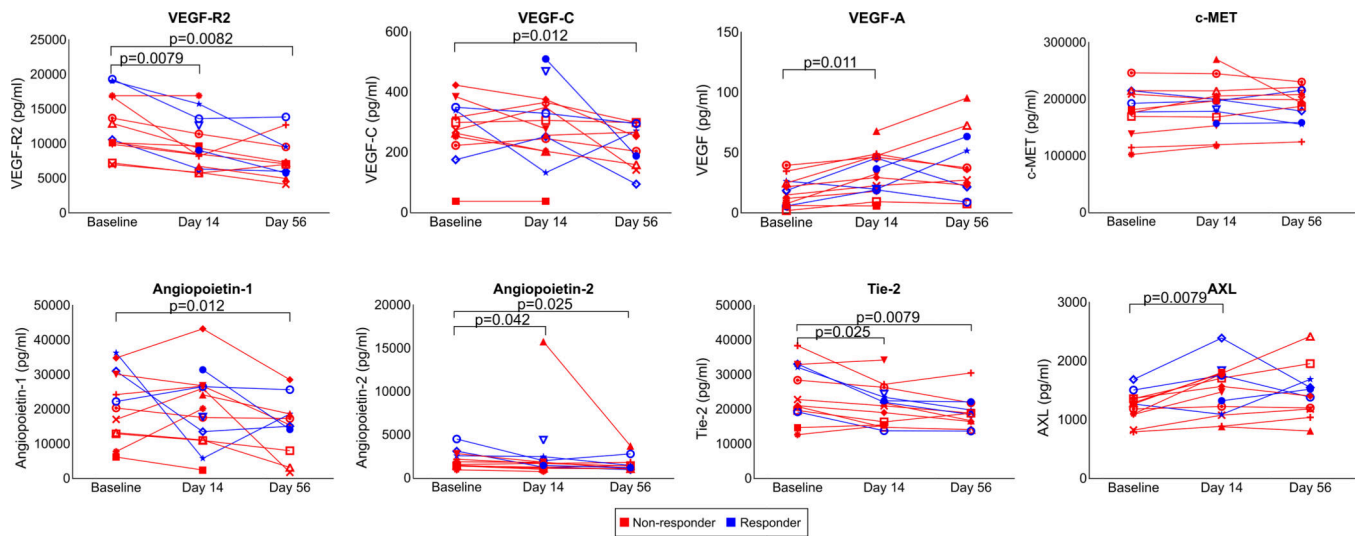 VEGF-R2
25000
20000
15000
10000
5000
0
VEGF-R2 (pg/ml)
p=0.0082
p=0.0079
Baseline Day 14 Day 56
VEGF-C
600
400
200
0
VEGF-C (pg/ml)
p=0.012
Baseline Day 14 Day 56
VEGF-A
150
100
50
0
VEGF (pg/ml)
p=0.011
Baseline Day 14 Day 56
c-MET
300000
200000
100000
0
c-MET (pg/ml)
Baseline Day 14 Day 56
Angiopoietin-1
50000
40000
30000
20000
10000
0
Angiopoietin-1 (pg/ml)
p=0.012
Baseline Day 14 Day 56
Angiopoietin-2
20000
15000
10000
5000
0
Angiopoietin-2 (pg/ml)
p=0.025
p=0.042
Baseline Day 14 Day 56
Tie-2
50000
40000
30000
20000
10000
0
Tie-2 (pg/ml)
p=0.0079
p=0.025
Baseline Day 14 Day 56
AXL
3000
2000
1000
0
AXL (pg/ml)
p=0.0079
Baseline Day 14 Day 56
Non-responder Responder